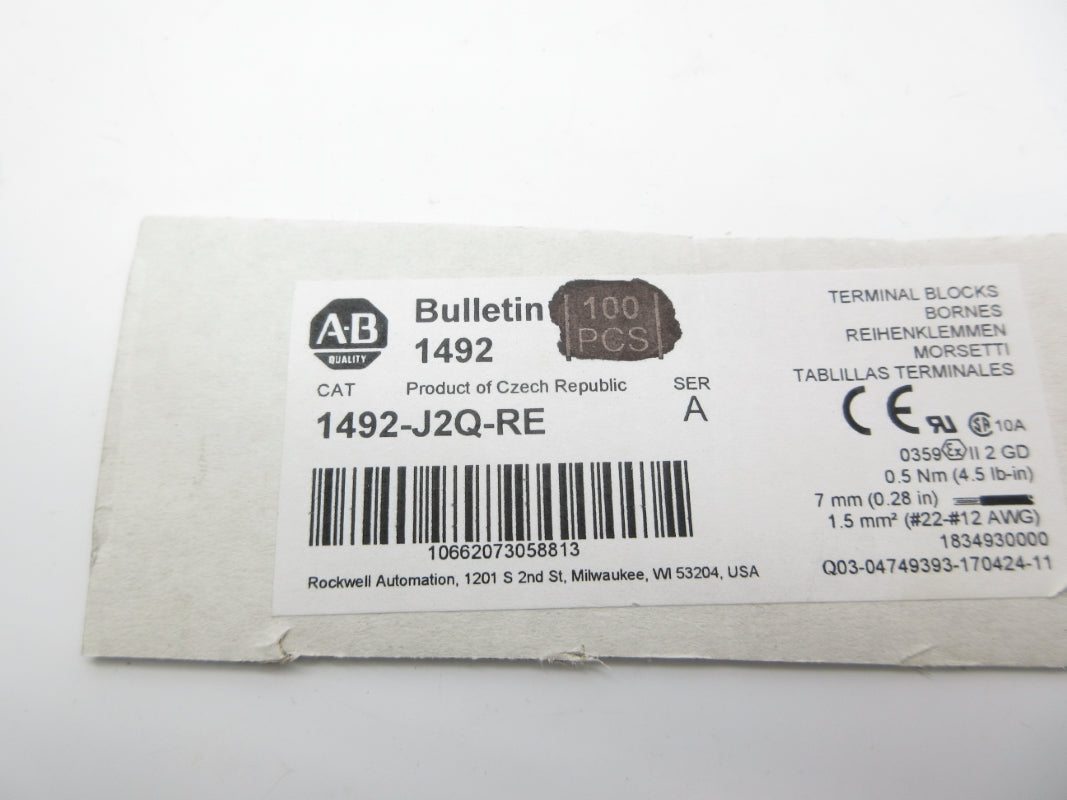 A-B
QUALITY
Bulletin
1492
100
PCS
CAT
Product of Czech Republic
SER
1492-J2Q-RE
A
10662073058813
Rockwell Automation, 1201 S 2nd St, Milwaukee, WI 53204, USA
TERMINAL BLOCKS
BORNES
REIHENKLEMMEN
MORSETTI
TABLILLAS TERMINALES
CE RU SA 10A
0359 Ex II 2 GD
0.5 Nm (4.5 lb-in)
7 mm (0.28 in)
1.5 mm² (#22-#12 AWG)
1834930000
Q03-04749393-170424-11